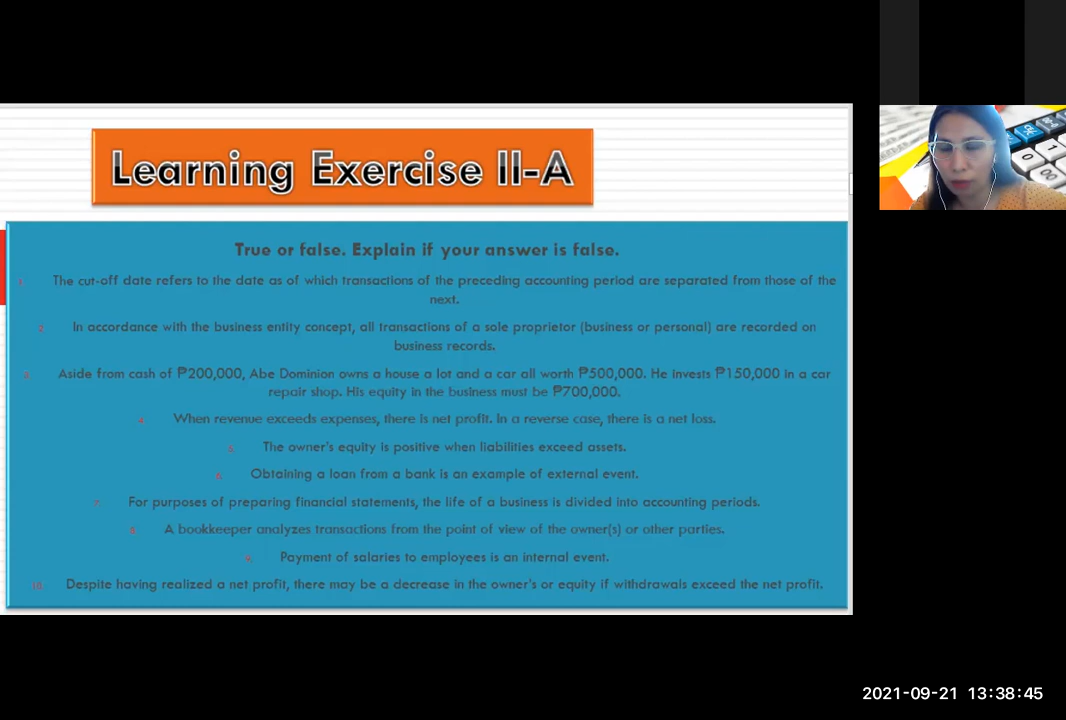 Learning Exercise II-A
True or false. Explain if your answer is false.
1. The cut-off date refers to the date as of which transactions of the preceding accounting period are separated from those of the
next.
2. In accordance with the business entity concept, all transactions of a sole proprietor (business or personal) are recorded on
business records.
3. Aside from cash of ₱200,000, Abe Dominion owns a house a lot and a car all worth ₱500,000. He invests ₱150,000 in a car
repair shop. His equity in the business must be ₱700,000.
4. When revenue exceeds expenses, there is net profit. In a reverse case, there is a net loss.
5. The owner's equity is positive when liabilities exceed assets.
6. Obtaining a loan from a bank is an example of external event.
7. For purposes of preparing financial statements, the life of a business is divided into accounting periods.
8. A bookkeeper analyzes transactions from the point of view of the owner(s) or other parties.
9. Payment of salaries to employees is an internal event.
10. Despite having realized a net profit, there may be a decrease in the owner's or equity if withdrawals exceed the net profit.
2021-09-21 13:38:45